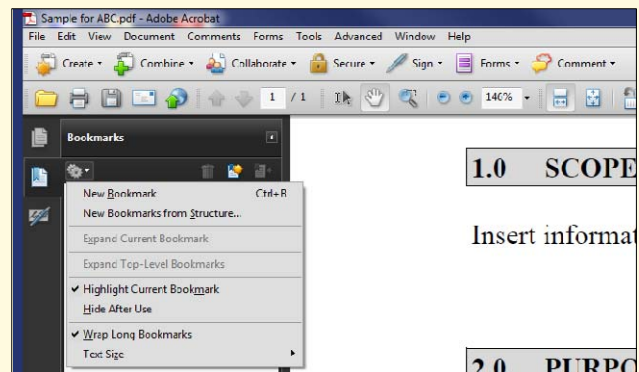 Sample for ABC.pdf - Adobe Acrobat
File Edit View Document Comments Forms Tools Advanced Window Help
Create Combine Collaborate Secure Sign Forms Comment
1 / 1 146%
Bookmarks
1.0 SCOPE
New Bookmark Ctrl+B
New Bookmarks from Structure...
Insert informat
Expand Current Bookmark
Expand Top-Level Bookmarks
Highlight Current Bookmark
Hide After Use
Wrap Long Bookmarks
Text Size
2.0 PURPO